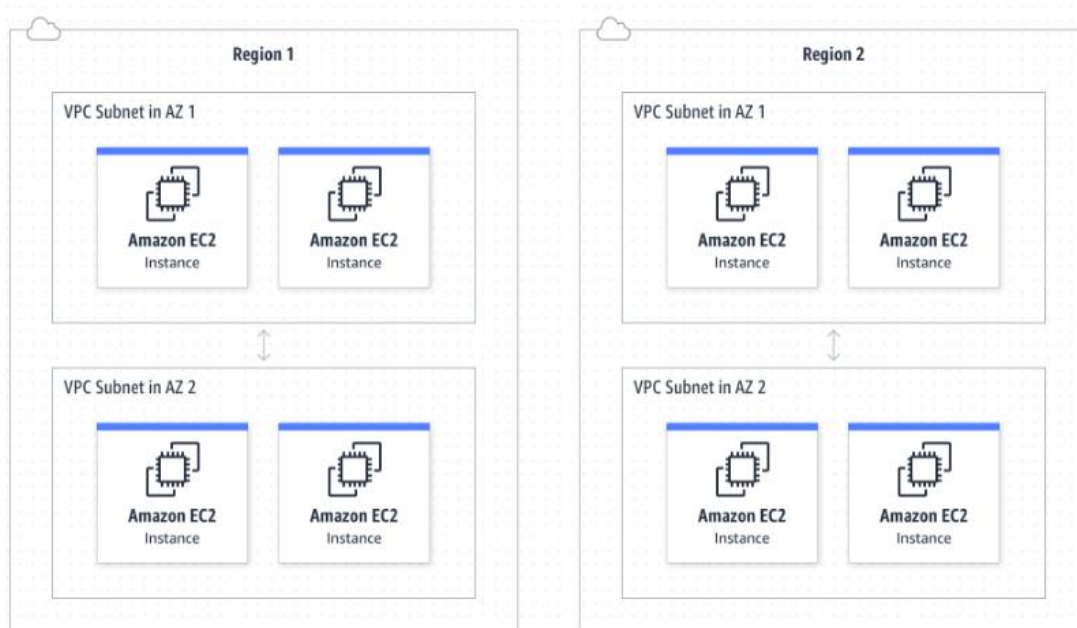 Region 1
VPC Subnet in AZ 1
Amazon EC2
Instance
Amazon EC2
Instance
VPC Subnet in AZ 2
Amazon EC2
Instance
Amazon EC2
Instance
Region 2
VPC Subnet in AZ 1
Amazon EC2
Instance
Amazon EC2
Instance
VPC Subnet in AZ 2
Amazon EC2
Instance
Amazon EC2
Instance